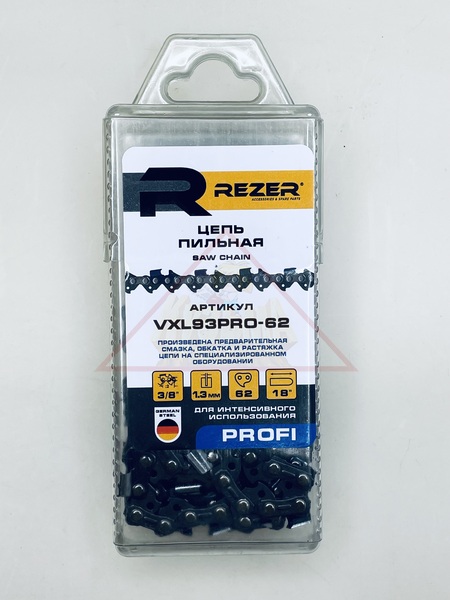 REZER
ACCESSORIES & SPARE PARTS
ЦЕПЬ
ПИЛЬНАЯ
SAW CHAIN
АРТИКУЛ
VXL93PRO-62
ПРОИЗВЕДЕНА ПРЕДВАРИТЕЛЬНАЯ
СМАЗКА, ОБКАТКА И РАСТЯЖКА
ЦЕПИ НА СПЕЦИАЛИЗИРОВАННОМ
ОБОРУДОВАНИИ
3/8" 1.3 мм 62 18"
GERMAN
STEEL
ДЛЯ ИНТЕНСИВНОГО
ИСПОЛЬЗОВАНИЯ
PROFI